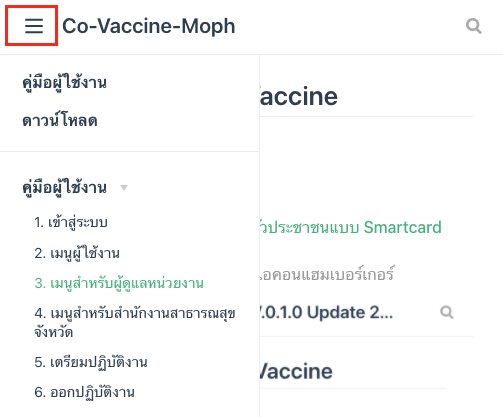 Co-Vaccine-Moph
คู่มือผู้ใช้งาน
ดาวน์โหลด
คู่มือผู้ใช้งาน
1. เข้าสู่ระบบ
2. เมนูผู้ใช้งาน
3. เมนูสำหรับผู้ดูแลหน่วยงาน
4. เมนูสำหรับสำนักงานสาธารณสุข
จังหวัด
5. เตรียมปฏิบัติงาน
6. ออกปฏิบัติงาน
accine
ประชาชนแบบ Smartcard
อคอนแฮมเบอร์เกอร์
.0.1.0 Update 2...
Vaccine